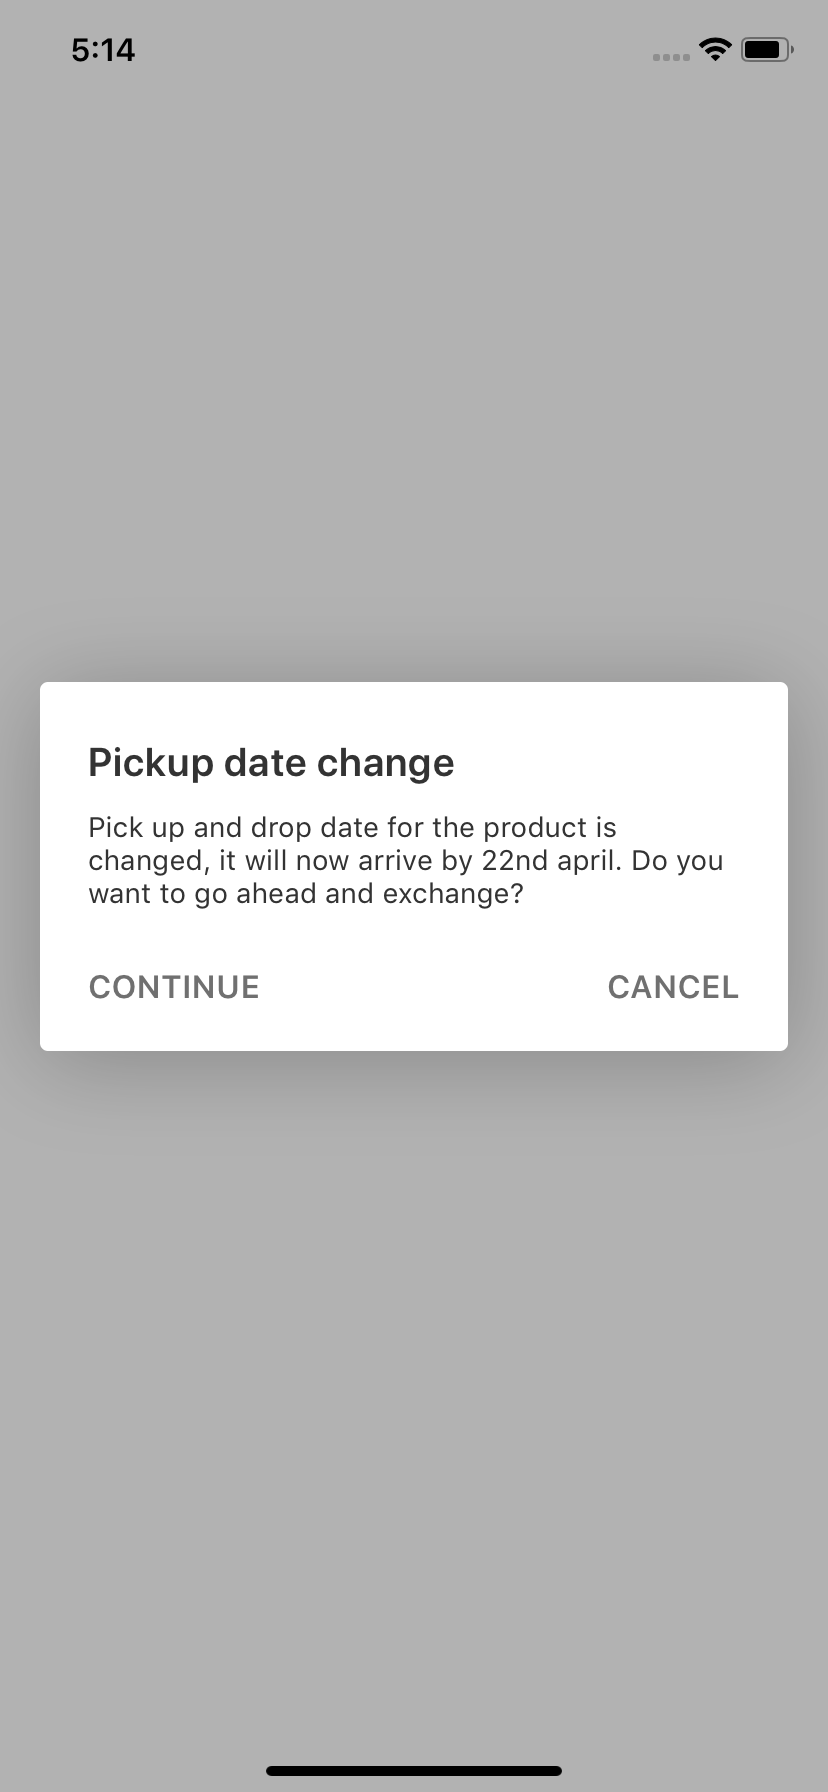 5:14
Pickup date change
Pick up and drop date for the product is
changed, it will now arrive by 22nd april. Do you
want to go ahead and exchange?
CONTINUE CANCEL